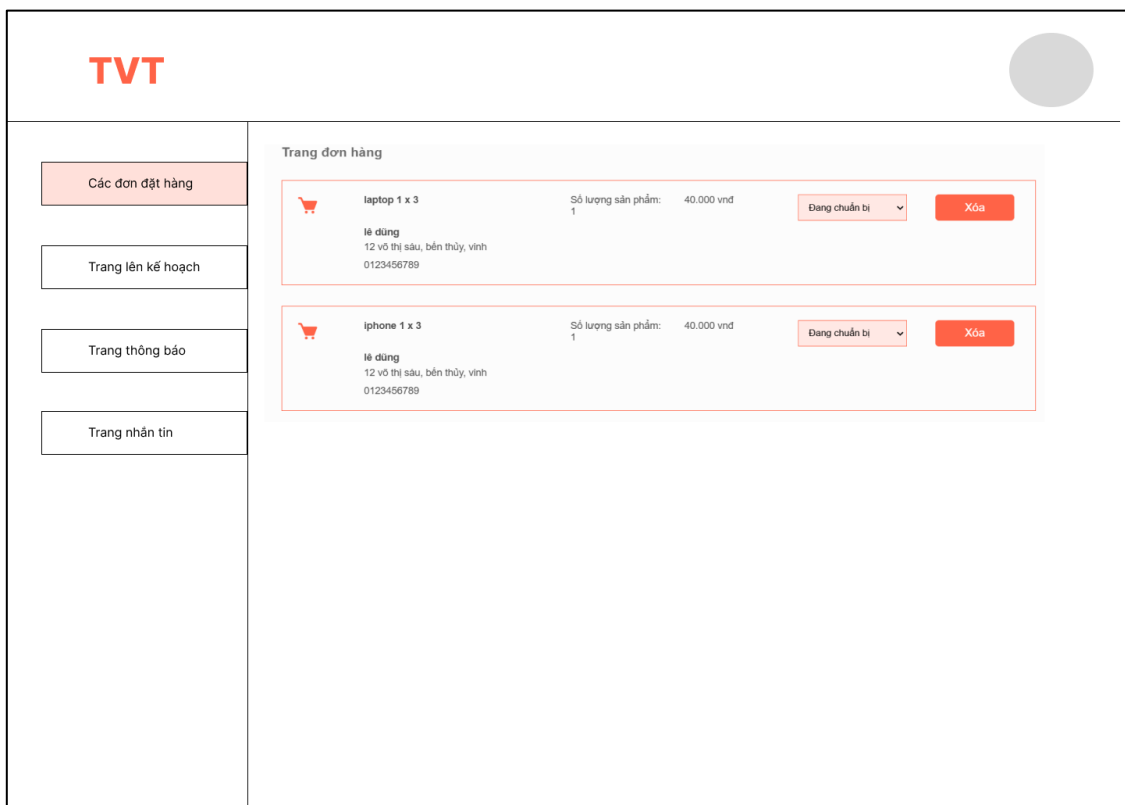 TVT
Các đơn đặt hàng
Trang lên kế hoạch
Trang thông báo
Trang nhắn tin
Trang đơn hàng
laptop 1 x 3
Số lượng sản phẩm:
1
40.000 vnđ
Đang chuẩn bị
Xóa
lê dũng
12 võ thị sáu, bến thủy, vinh
0123456789
iphone 1 x 3
Số lượng sản phẩm:
1
40.000 vnđ
Đang chuẩn bị
Xóa
lê dũng
12 võ thị sáu, bến thủy, vinh
0123456789